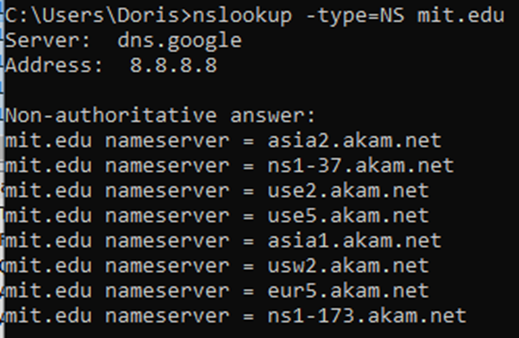 C:\Users\Doris>nslookup -type=NS mit.edu
Server:  dns.google
Address:  8.8.8.8

Non-authoritative answer:
mit.edu nameserver = asia2.akam.net
mit.edu nameserver = ns1-37.akam.net
mit.edu nameserver = use2.akam.net
mit.edu nameserver = use5.akam.net
mit.edu nameserver = asia1.akam.net
mit.edu nameserver = usw2.akam.net
mit.edu nameserver = eur5.akam.net
mit.edu nameserver = ns1-173.akam.net